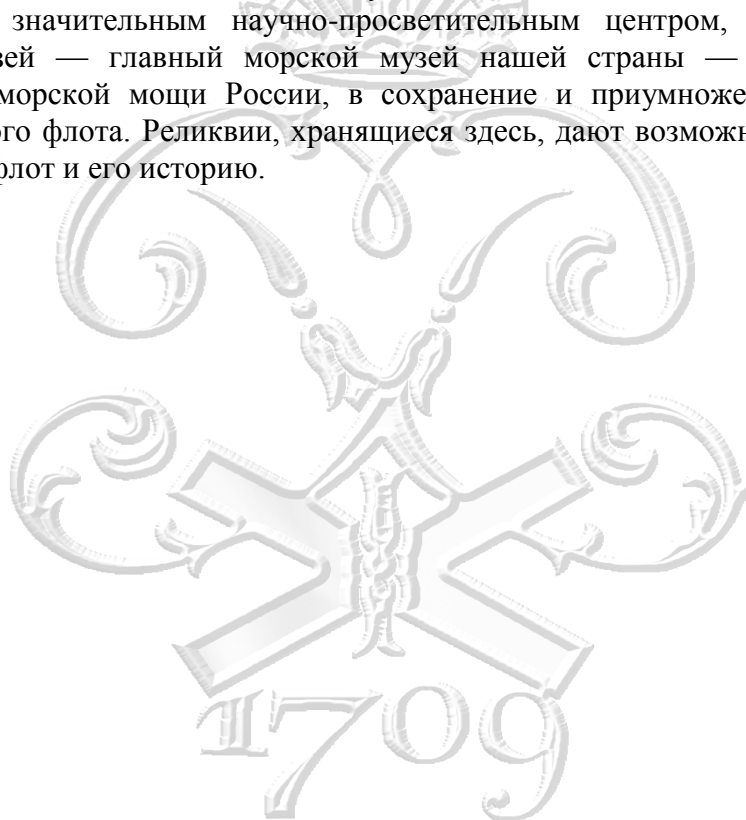 значительным научно-просветительным центром,
вей — главный морской музей нашей страны —
морской мощи России, в сохранение и приумноже
ого флота. Реликвии, хранящиеся здесь, дают возможн
флот и его историю.
1709